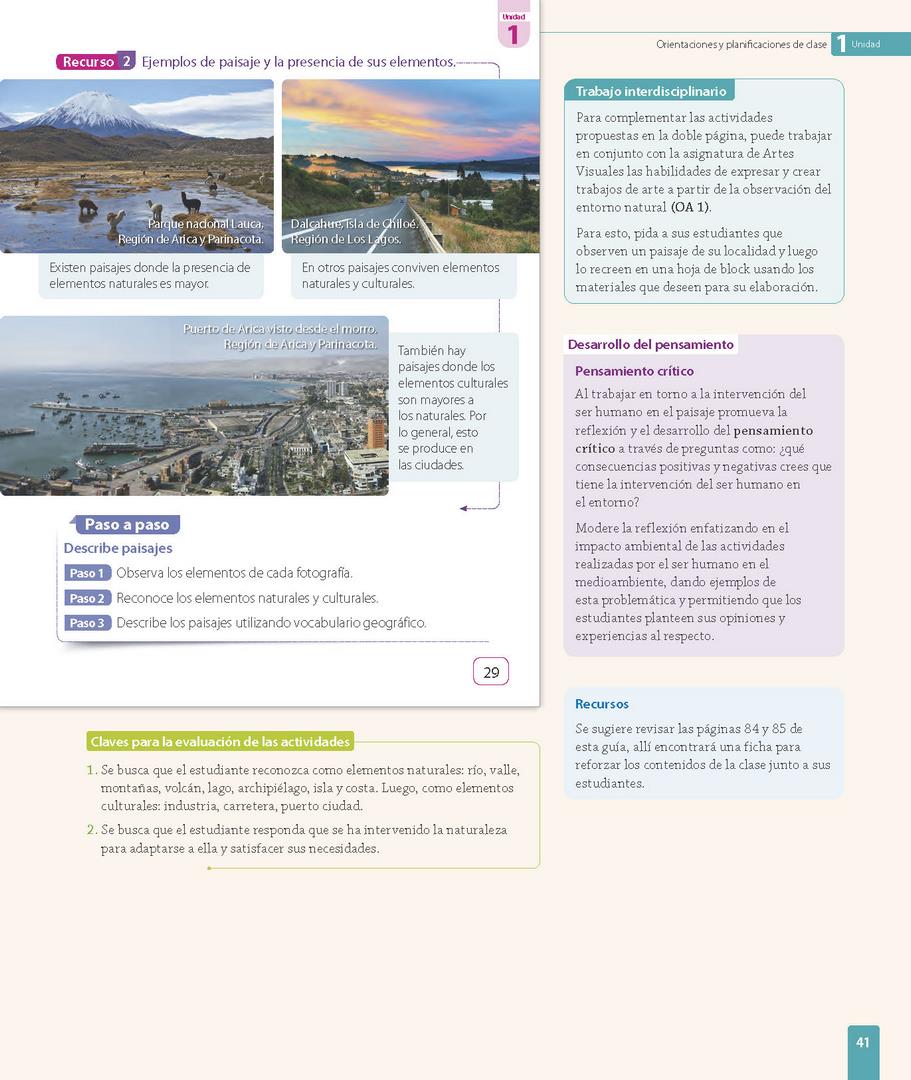 Unidad
1
Orientaciones y planificaciones de clase 1 Unidad
Recurso 2 Ejemplos de paisaje y la presencia de sus elementos.
Parque nacional Lauca.
Región de Arica y Parinacota.
Dalcahue, isla de Chiloé.
Región de Los Lagos.
Existen paisajes donde la presencia de
elementos naturales es mayor.
En otros paisajes conviven elementos
naturales y culturales.
Puerto de Arica visto desde el morro.
Región de Arica y Parinacota.
También hay
paisajes donde los
elementos culturales
son mayores a
los naturales. Por
lo general, esto
se produce en
las ciudades.
Paso a paso
Describe paisajes
Paso 1 Observa los elementos de cada fotografía.
Paso 2 Reconoce los elementos naturales y culturales.
Paso 3 Describe los paisajes utilizando vocabulario geográfico.
29
Claves para la evaluación de las actividades
1. Se busca que el estudiante reconozca como elementos naturales: río, valle,
montañas, volcán, lago, archipiélago, isla y costa. Luego, como elementos
culturales: industria, carretera, puerto ciudad.
2. Se busca que el estudiante responda que se ha intervenido la naturaleza
para adaptarse a ella y satisfacer sus necesidades.
Trabajo interdisciplinario
Para complementar las actividades
propuestas en la doble página, puede trabajar
en conjunto con la asignatura de Artes
Visuales las habilidades de expresar y crear
trabajos de arte a partir de la observación del
entorno natural (OA 1).
Para esto, pida a sus estudiantes que
observen un paisaje de su localidad y luego
lo recreen en una hoja de block usando los
materiales que deseen para su elaboración.
Desarrollo del pensamiento
Pensamiento crítico
Al trabajar en torno a la intervención del
ser humano en el paisaje promueva la
reflexión y el desarrollo del pensamiento
crítico a través de preguntas como: ¿qué
consecuencias positivas y negativas crees que
tiene la intervención del ser humano en
el entorno?
Modere la reflexión enfatizando en el
impacto ambiental de las actividades
realizadas por el ser humano en el
medioambiente, dando ejemplos de
esta problemática y permitiendo que los
estudiantes planteen sus opiniones y
experiencias al respecto.
Recursos
Se sugiere revisar las páginas 84 y 85 de
esta guía, allí encontrará una ficha para
reforzar los contenidos de la clase junto a sus
estudiantes.
41